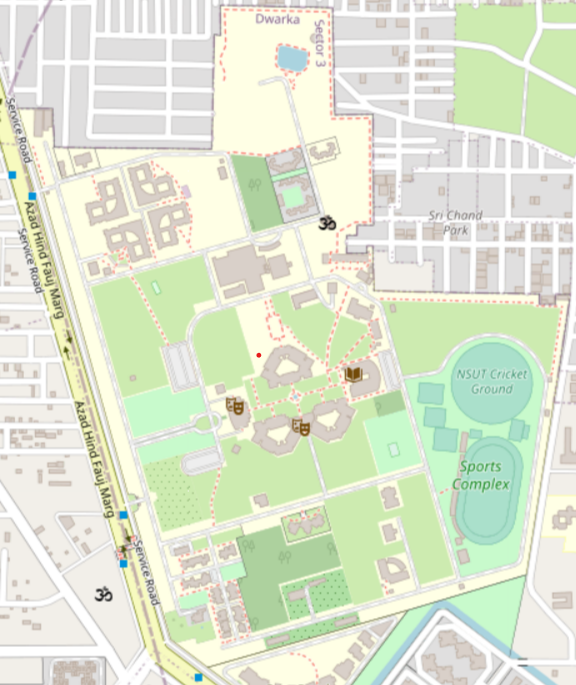 Dwarka
Sector 3
Service Road
Azad Hind Fauj Marg
Service Road
Sri Chand
Park
NSUT Cricket
Ground
Azad Hind Fauj Marg
Sports
Complex
Service Road
ॐ
ॐ